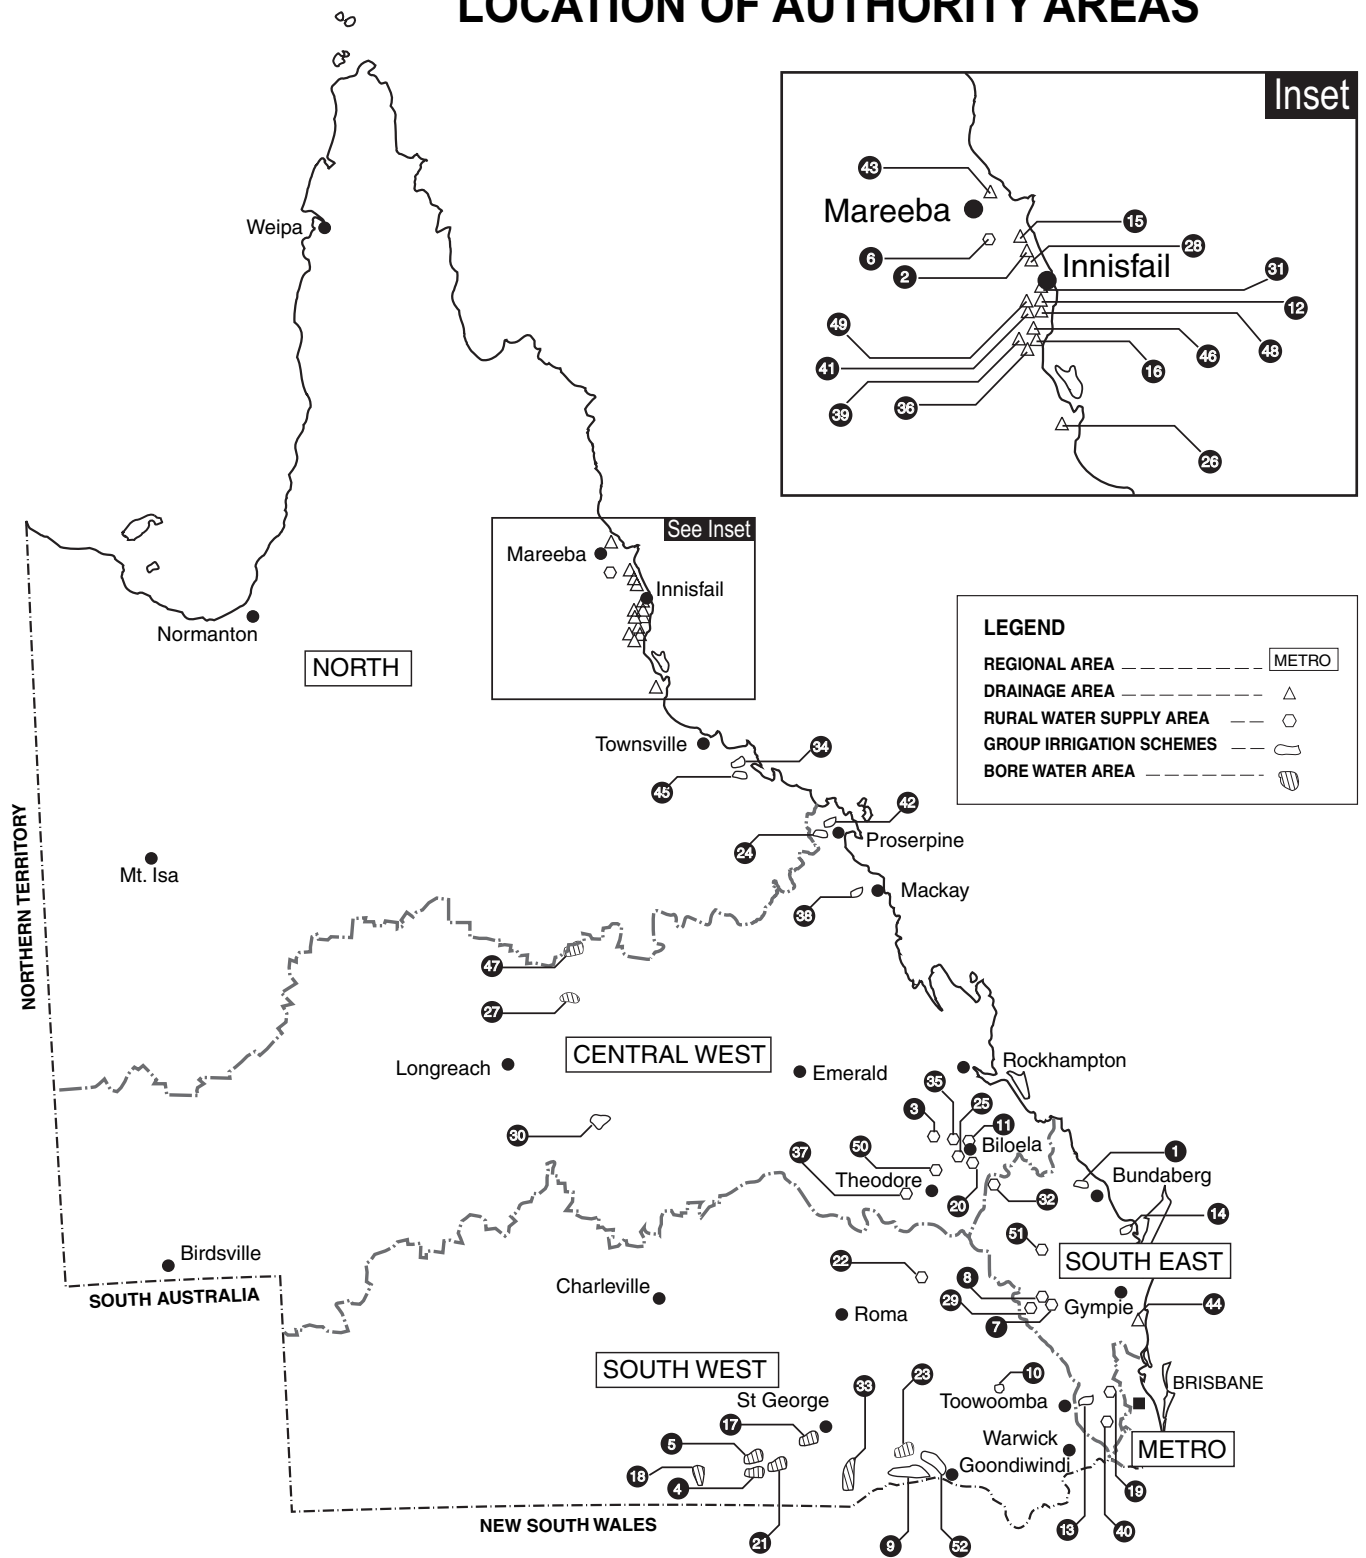 LOCATION OF AUTHORITY AREAS
Inset
43
Mareeba
15
6
28
2
Innisfail
31
12
49
48
46
41
16
39
36
26
Weipa
See Inset
Mareeba
Innisfail
Normanton
NORTH
LEGEND
REGIONAL AREA
METRO
DRAINAGE AREA
RURAL WATER SUPPLY AREA
GROUP IRRIGATION SCHEMES
BORE WATER AREA
Townsville
34
45
42
24
Proserpine
Mt. Isa
NORTHERN TERRITORY
38
Mackay
47
27
CENTRAL WEST
Longreach
Emerald
Rockhampton
35
3
25
11
30
Biloela
50
37
1
Theodore
Bundaberg
20
32
14
51
SOUTH EAST
Birdsville
22
8
SOUTH AUSTRALIA
Charleville
29
Gympie
44
Roma
7
SOUTH WEST
10
23
33
BRISBANE
St George
Toowoomba
17
Warwick
METRO
5
Goondiwindi
18
4
19
NEW SOUTH WALES
13
40
21
9
52